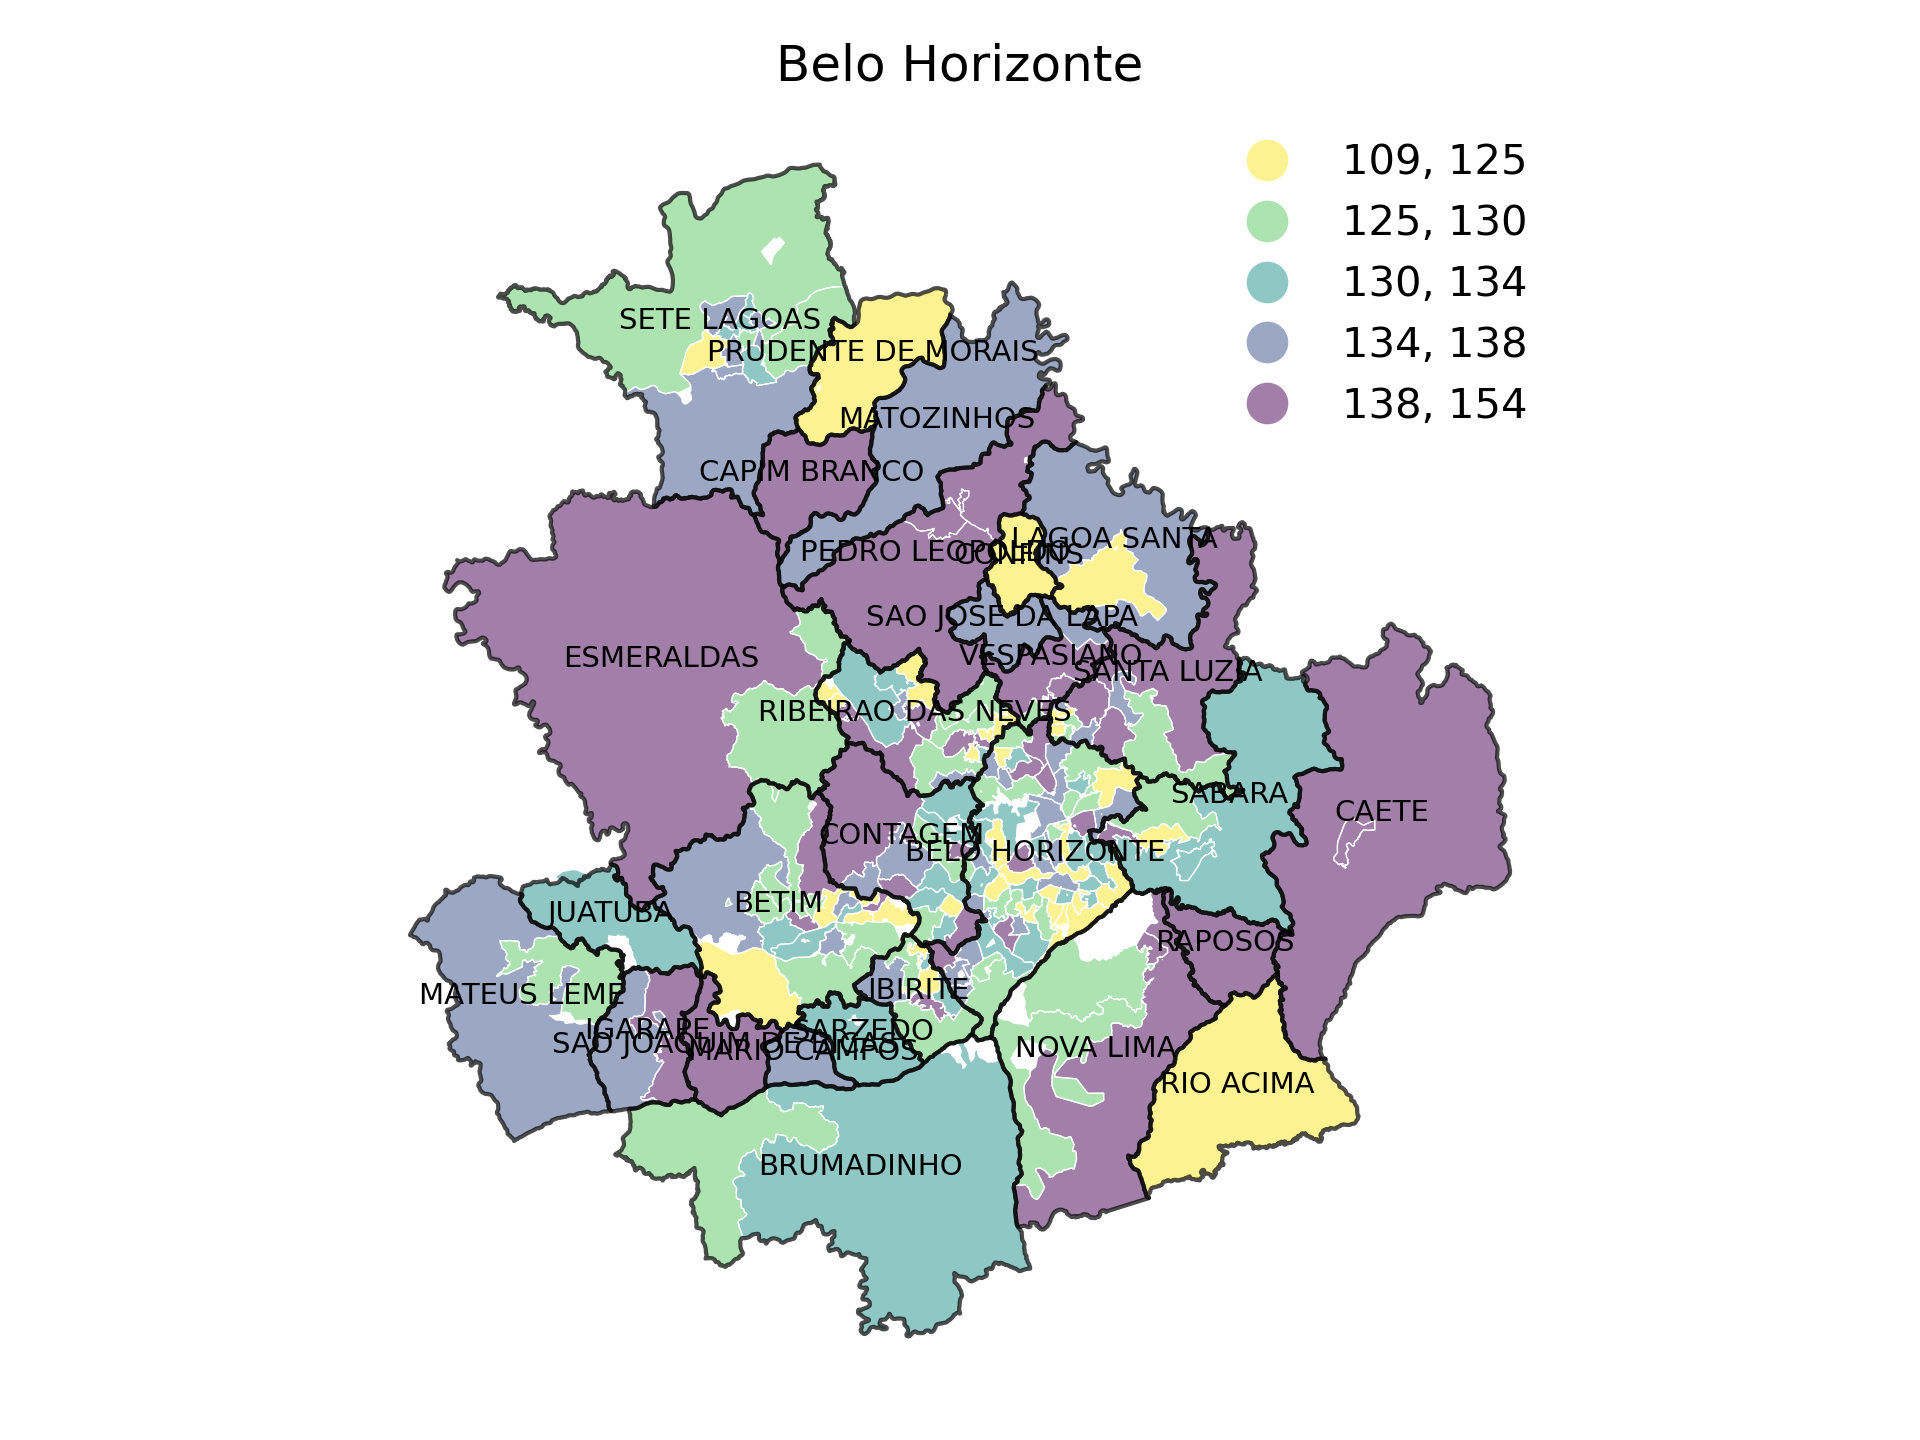 Belo Horizonte
109, 125
125, 130
130, 134
134, 138
138, 154
SETE LAGOAS
PRUDENTE DE MORAIS
MATOZINHOS
CAPIM BRANCO
LAGOA SANTA
PEDRO LEOPOLDO
CONFINS
SAO JOSE DA LAPA
VESPASIANO
ESMERALDAS
SANTA LUZIA
RIBEIRAO DAS NEVES
SABARA
CAETE
CONTAGEM
BELO HORIZONTE
BETIM
JUATUBA
RAPOSOS
IBIRITE
MATEUS LEME
IGARAPE
SARZEDO
SAO JOAQUIM DE BICAS
MARIO CAMPOS
NOVA LIMA
RIO ACIMA
BRUMADINHO